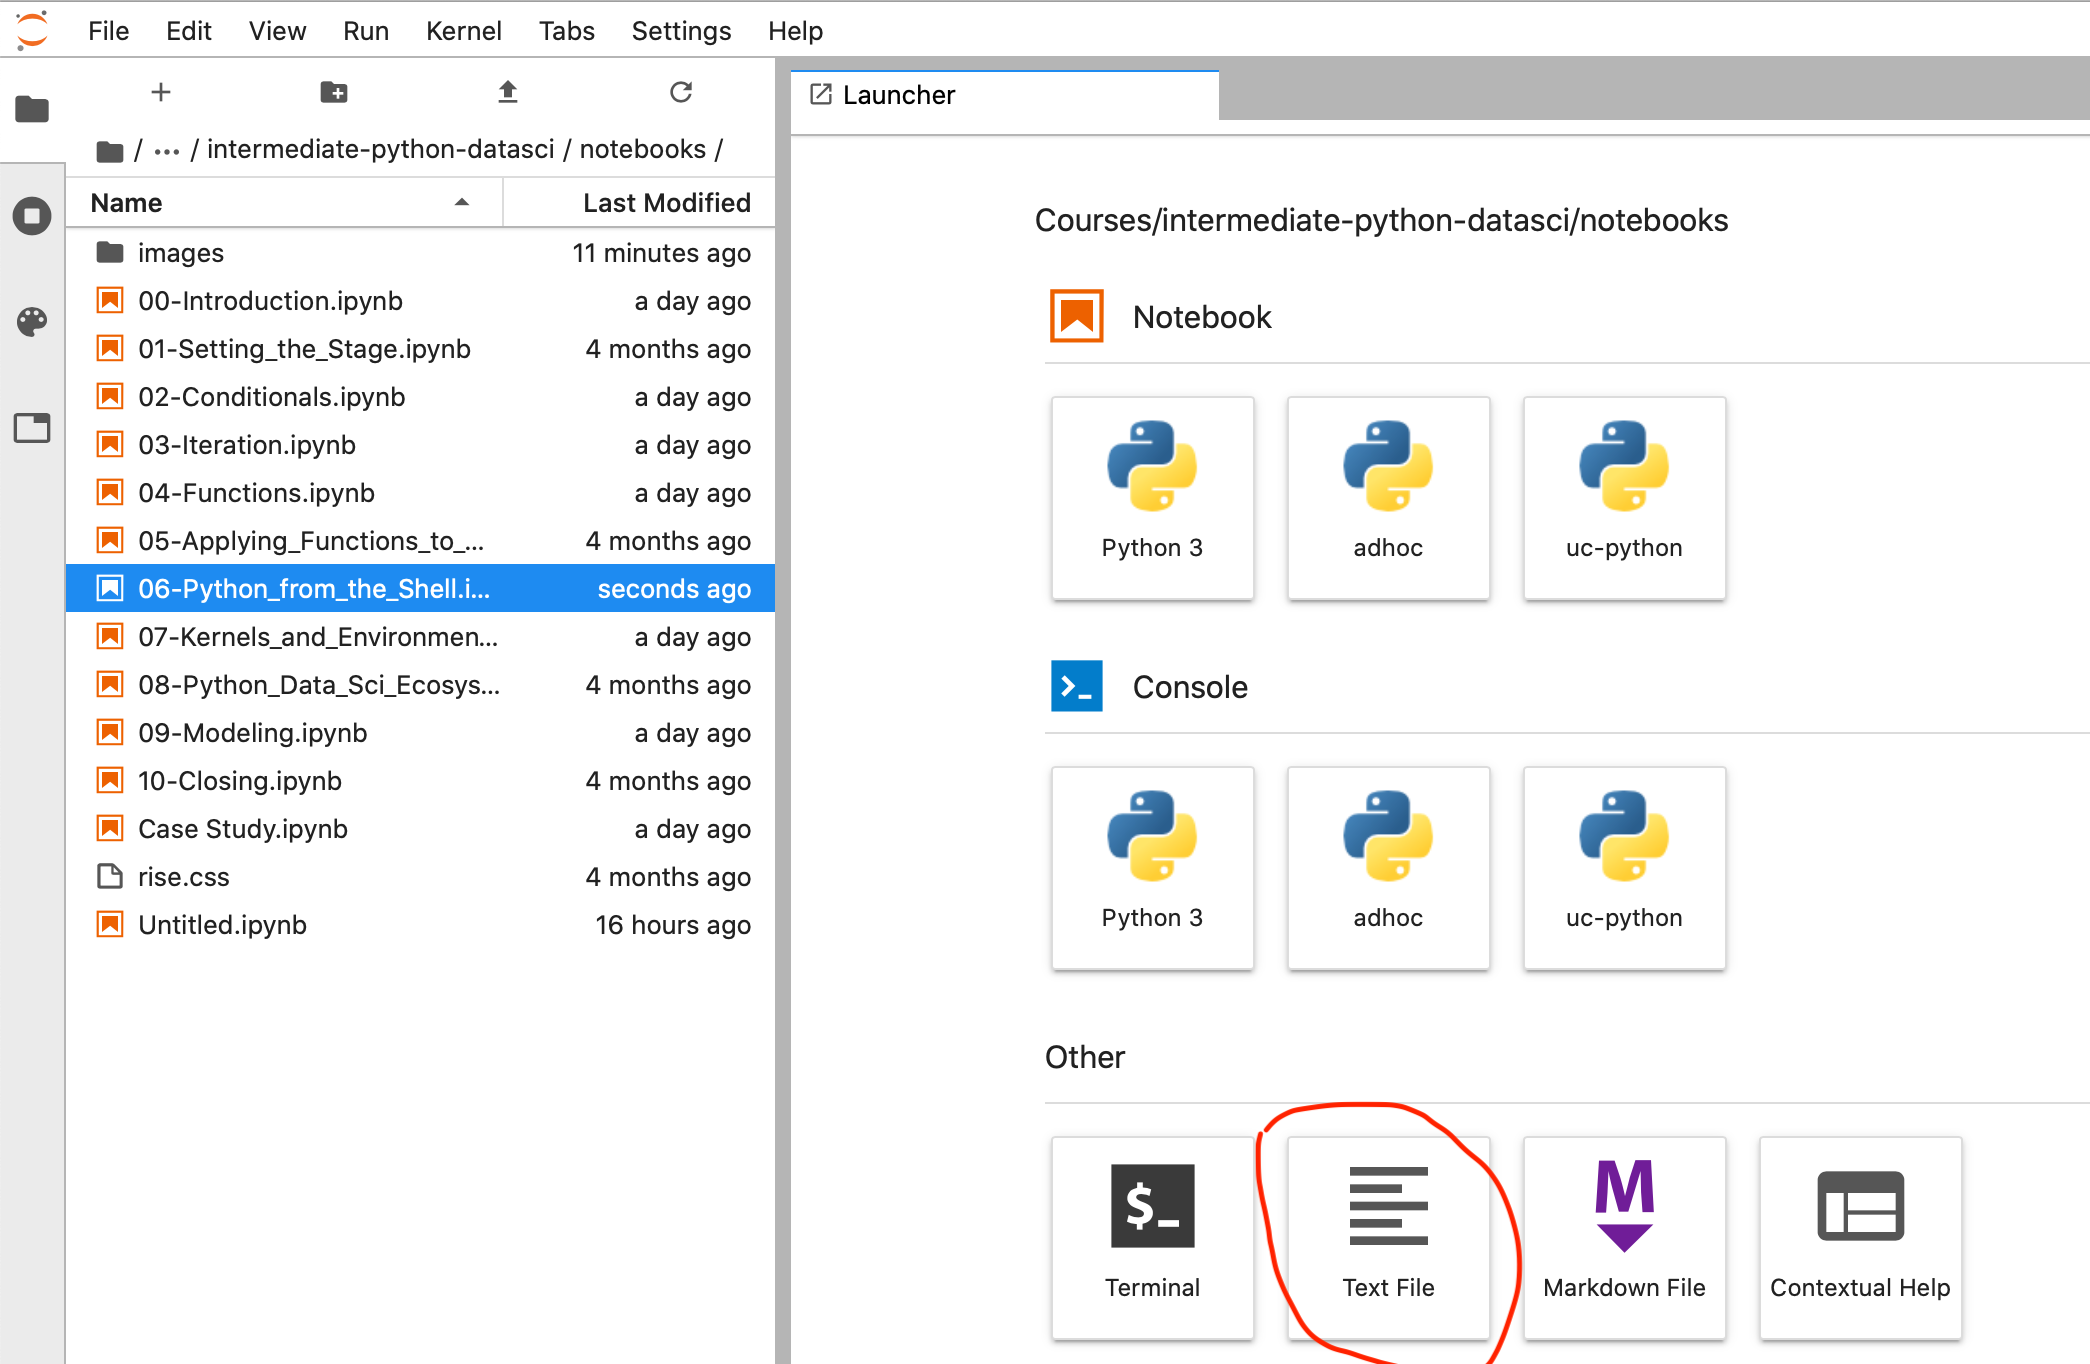 File Edit View Run Kernel Tabs Settings Help
/ ... / intermediate-python-datasci / notebooks /
Name Last Modified
images 11 minutes ago
00-Introduction.ipynb a day ago
01-Setting_the_Stage.ipynb 4 months ago
02-Conditionals.ipynb a day ago
03-Iteration.ipynb a day ago
04-Functions.ipynb a day ago
05-Applying_Functions_to_... 4 months ago
06-Python_from_the_Shell.i... seconds ago
07-Kernels_and_Environmen... a day ago
08-Python_Data_Sci_Ecosys... 4 months ago
09-Modeling.ipynb a day ago
10-Closing.ipynb 4 months ago
Case Study.ipynb a day ago
rise.css 4 months ago
Untitled.ipynb 16 hours ago
Launcher
Courses/intermediate-python-datasci/notebooks
Notebook
Python 3 adhoc uc-python
>_ Console
Python 3 adhoc uc-python
Other
$_ M
Terminal Text File Markdown File Contextual Help